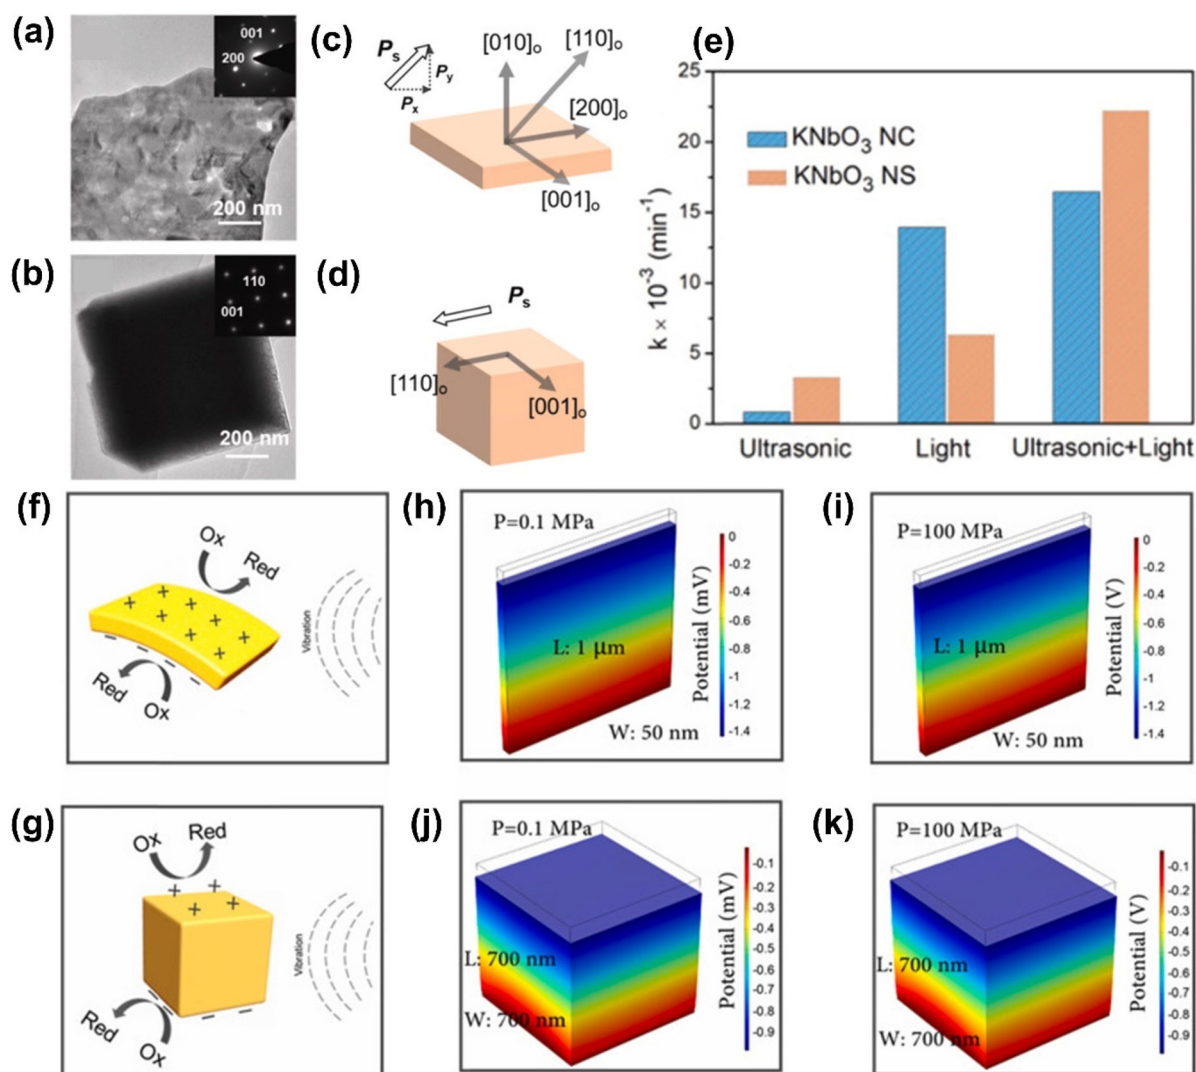 (a)
001
200
200 nm
(b)
110
001
200 nm
(c)
Ps
Py
Px
[010]o
[110]o
[200]o
[001]o
(d)
Ps
[110]o
[001]o
(e)
25
20
15
10
5
0
k × 10⁻³ (min⁻¹)
KNbO₃ NC
KNbO₃ NS
Ultrasonic
Light
Ultrasonic+Light
(f)
Ox
Red
Red
Ox
Vibration
(h)
P=0.1 MPa
L: 1 μm
W: 50 nm
Potential (mV)
0
-0.2
-0.4
-0.6
-0.8
-1
-1.2
-1.4
(i)
P=100 MPa
L: 1 μm
W: 50 nm
Potential (V)
0
-0.2
-0.4
-0.6
-0.8
-1
-1.2
-1.4
(g)
Ox
Red
Red
Ox
Vibration
(j)
P=0.1 MPa
L: 700 nm
W: 700 nm
Potential (mV)
-0.1
-0.2
-0.3
-0.4
-0.5
-0.6
-0.7
-0.8
-0.9
(k)
P=100 MPa
L: 700 nm
W: 700 nm
Potential (V)
-0.1
-0.2
-0.3
-0.4
-0.5
-0.6
-0.7
-0.8
-0.9